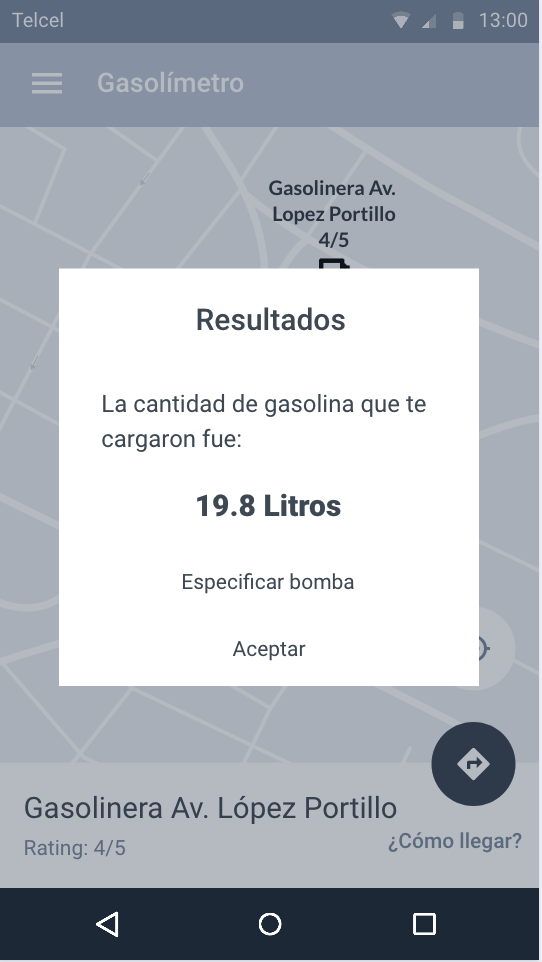 Telcel 13:00
Gasolímetro
Gasolinera Av.
Lopez Portillo
4/5
Resultados
La cantidad de gasolina que te
cargaron fue:
19.8 Litros
Especificar bomba
Aceptar
Gasolinera Av. López Portillo
Rating: 4/5
¿Cómo llegar?